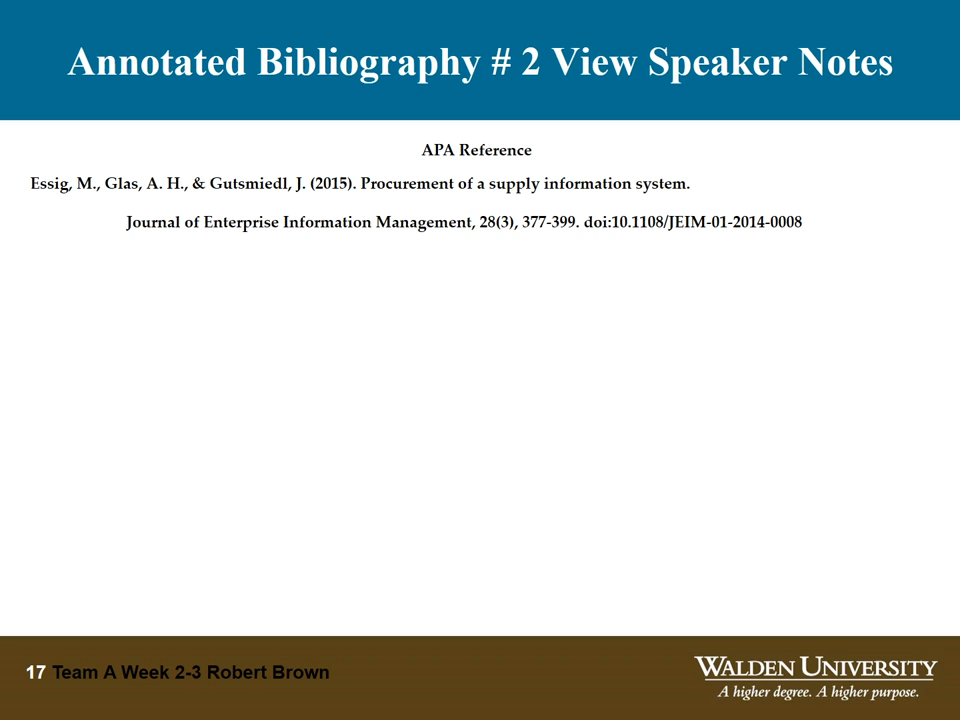 Annotated Bibliography # 2 View Speaker Notes
APA Reference
Essig, M., Glas, A. H., & Gutsmiedl, J. (2015). Procurement of a supply information system.
Journal of Enterprise Information Management, 28(3), 377-399. doi:10.1108/JEIM-01-2014-0008
17 Team A Week 2-3 Robert Brown
WALDEN UNIVERSITY
A higher degree. A higher purpose.